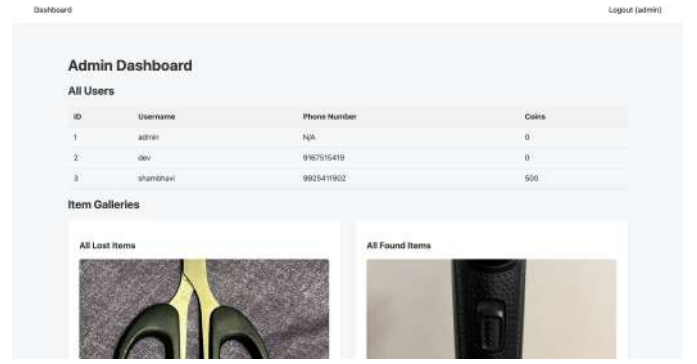 Dashboard Logout (admin)
Admin Dashboard
All Users
ID Username Phone Number Coins
1 admin N/A 0
2 dev 9167515419 0
3 shambhavi 9925411902 500
Item Galleries
All Lost Items All Found Items